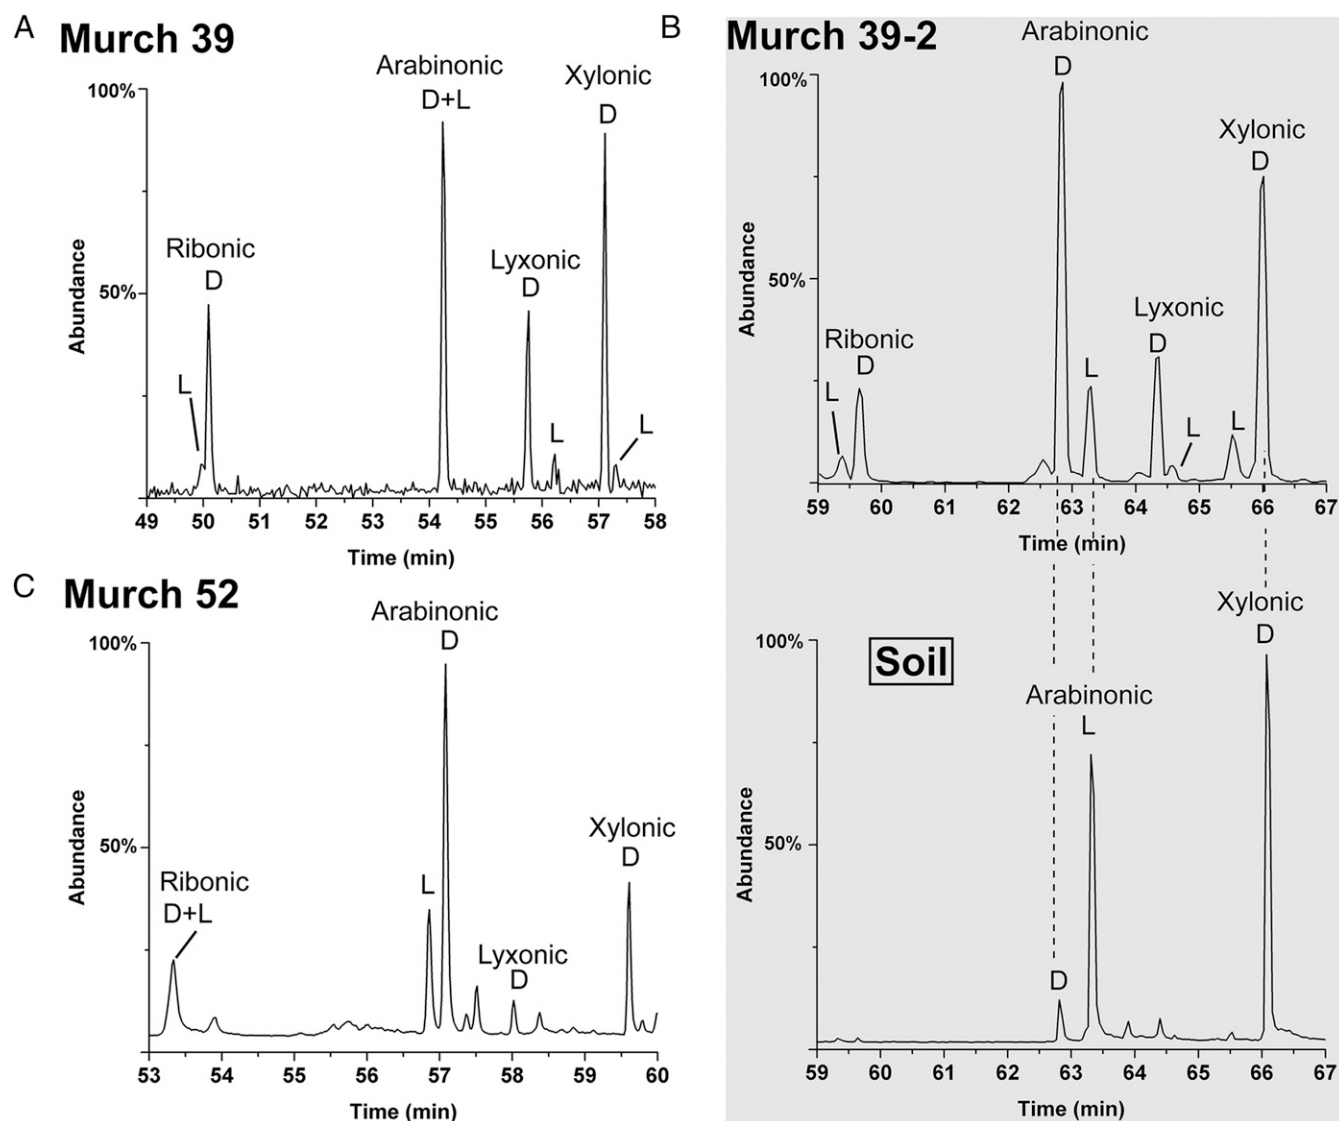 A
Murch 39
100%
50%
Abundance
Ribonic
D
L
Arabinonic
D+L
Lyxonic
D
L
Xylonic
D
L
49 50 51 52 53 54 55 56 57 58
Time (min)
B
Murch 39-2
100%
50%
Abundance
Ribonic
L
D
Arabinonic
D
L
Lyxonic
D
L
L
Xylonic
D
59 60 61 62 63 64 65 66 67
Time (min)
C
Murch 52
100%
50%
Abundance
Ribonic
D+L
Arabinonic
D
L
Lyxonic
D
Xylonic
D
53 54 55 56 57 58 59 60
Time (min)
Soil
100%
50%
Abundance
Arabinonic
L
D
Xylonic
D
59 60 61 62 63 64 65 66 67
Time (min)